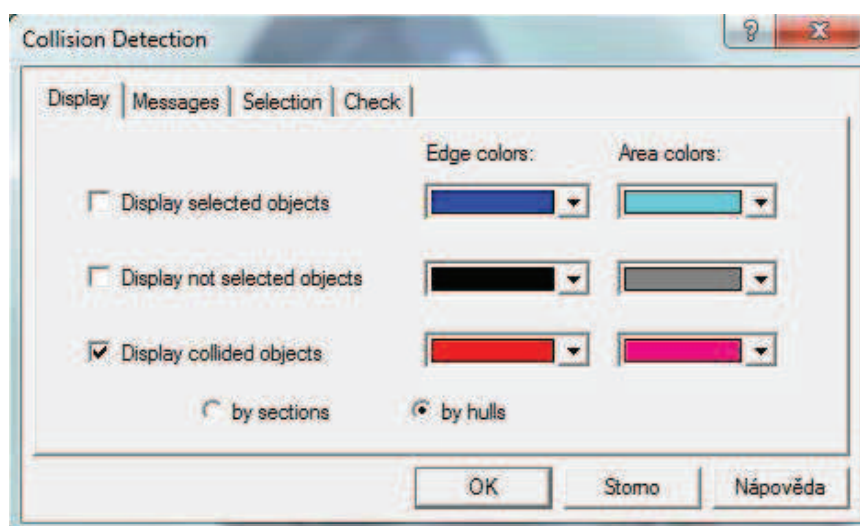 Collision Detection
Display Messages Selection Check
Edge colors: Area colors:
Display selected objects
Display not selected objects
Display collided objects
by sections by hulls
OK Storno Nápověda